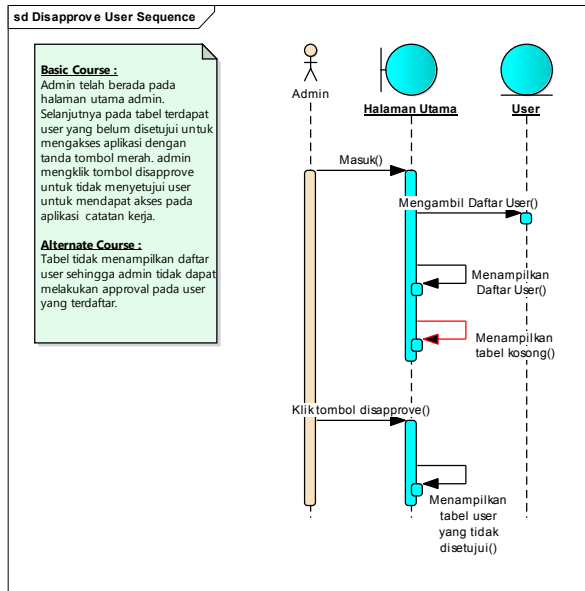 sd Disapprove User Sequence
Basic Course :
Admin telah berada pada
halaman utama admin.
Selanjutnya pada tabel terdapat
user yang belum disetujui untuk
mengakses aplikasi dengan
tanda tombol merah. admin
mengklik tombol disapprove
untuk tidak menyetujui user
untuk mendapat akses pada
aplikasi catatan kerja.
Alternate Course :
Tabel tidak menampilkan daftar
user sehingga admin tidak dapat
melakukan approval pada user
yang terdaftar.
Admin
Halaman Utama
User
Masuk()
Mengambil Daftar User()
Menampilkan
Daftar User()
Menampilkan
tabel kosong()
Klik tombol disapprove()
Menampilkan
tabel user
yang tidak
disetujui()